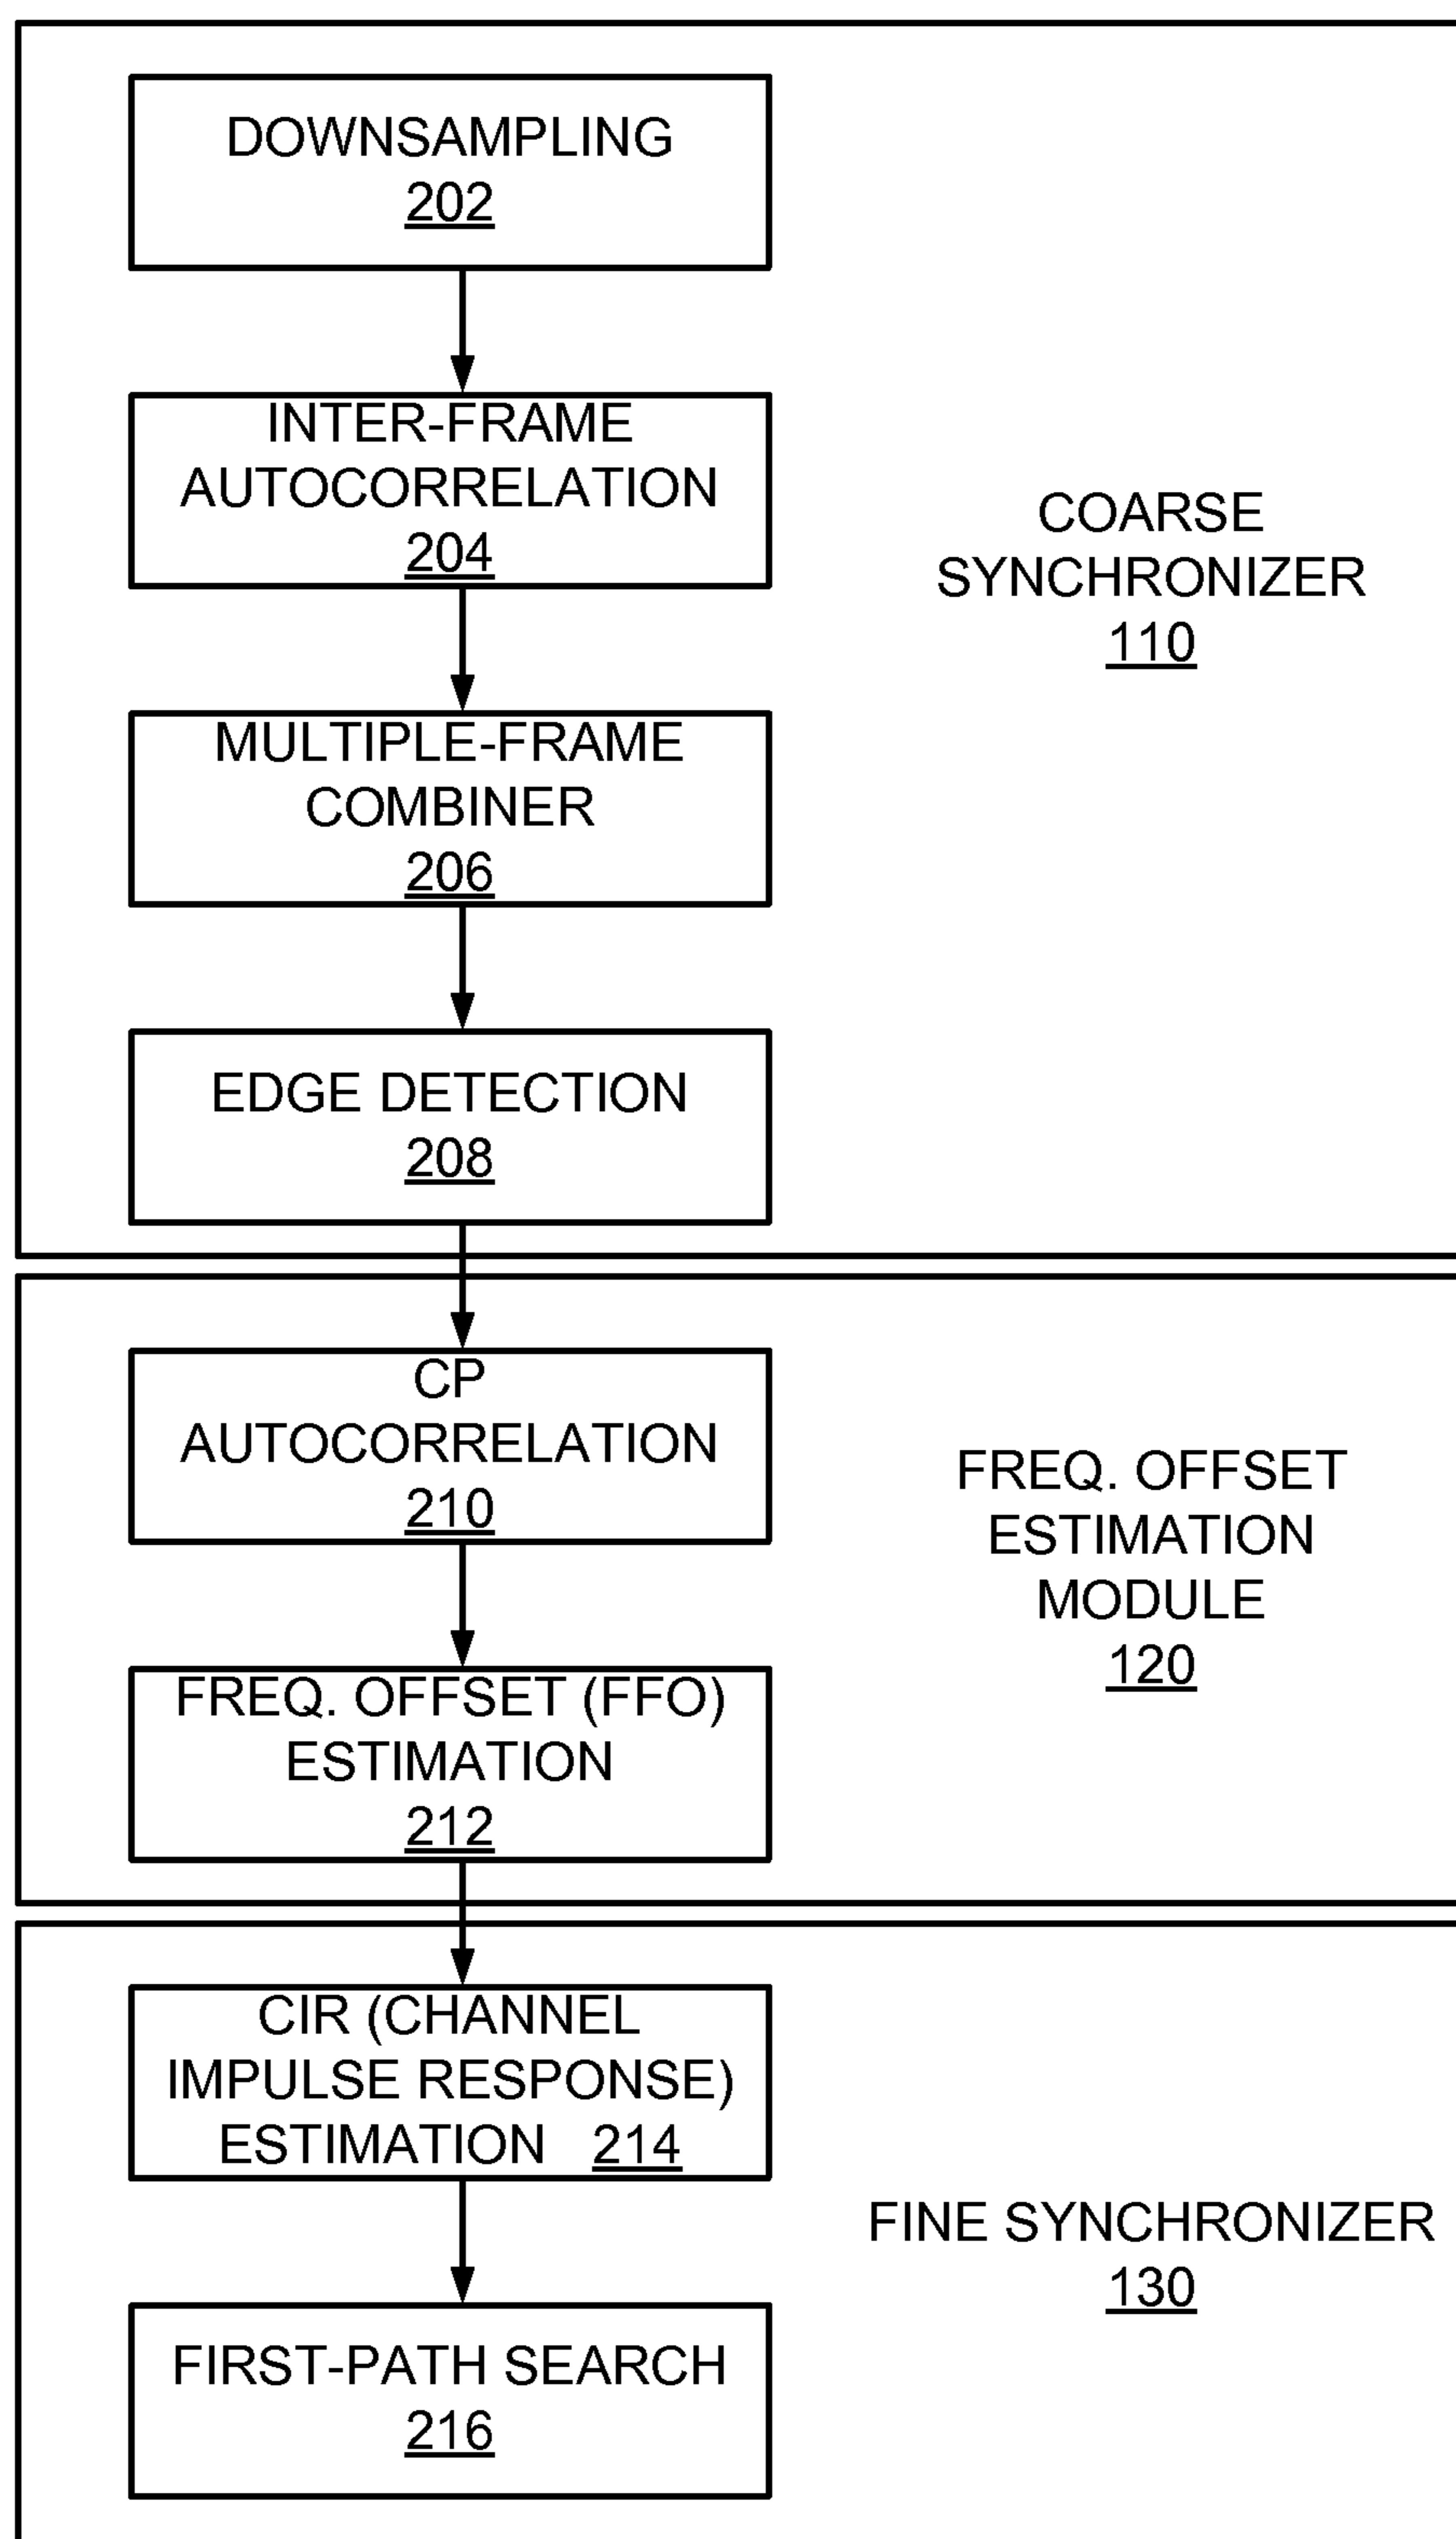 DOWNSAMPLING
202
INTER-FRAME
AUTOCORRELATION
204
MULTIPLE-FRAME
COMBINER
206
EDGE DETECTION
208
COARSE
SYNCHRONIZER
110
CP
AUTOCORRELATION
210
FREQ. OFFSET (FFO)
ESTIMATION
212
FREQ. OFFSET
ESTIMATION
MODULE
120
CIR (CHANNEL
IMPULSE RESPONSE)
ESTIMATION 214
FIRST-PATH SEARCH
216
FINE SYNCHRONIZER
130